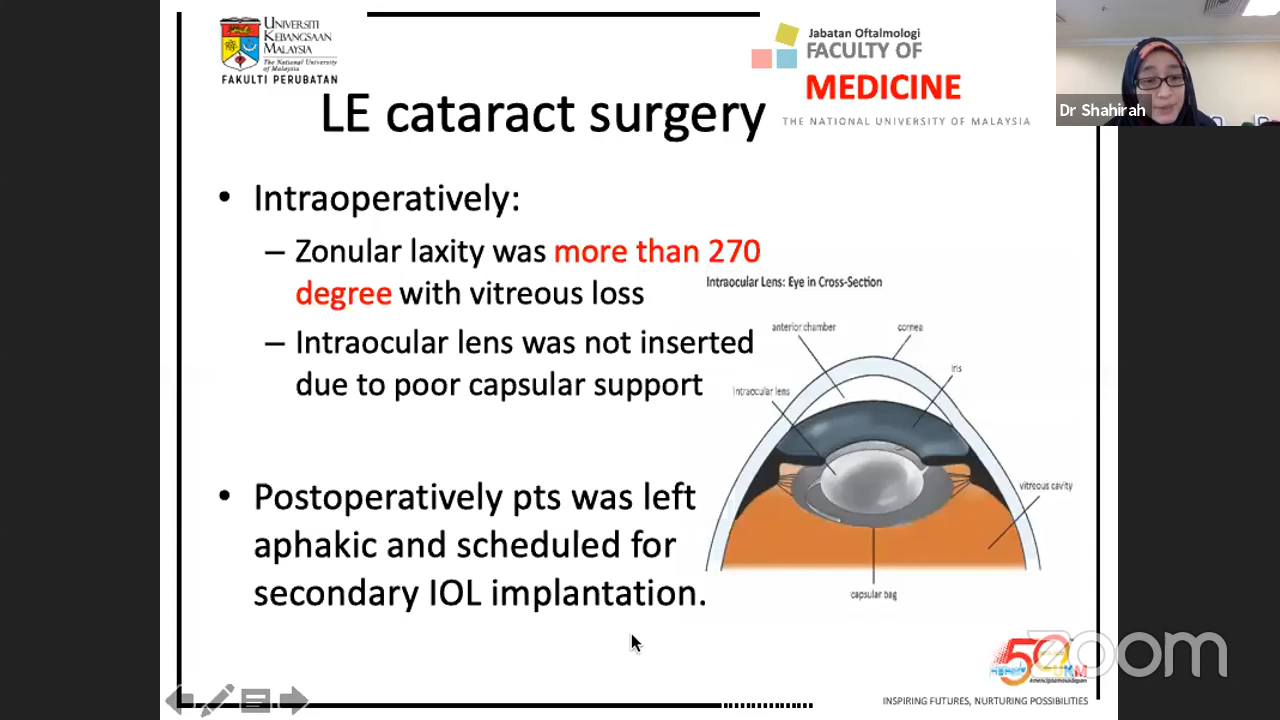 UNIVERSITI
KEBANGSAAN
MALAYSIA
The National University
of Malaysia
FAKULTI PERUBATAN
Jabatan Oftalmologi
FACULTY OF
MEDICINE
THE NATIONAL UNIVERSITY OF MALAYSIA
Dr Shahirah
LE cataract surgery
• Intraoperatively:
– Zonular laxity was more than 270
degree with vitreous loss
– Intraocular lens was not inserted
due to poor capsular support
• Postoperatively pts was left
aphakic and scheduled for
secondary IOL implantation.
Intraocular Lens: Eye in Cross-Section
anterior chamber
cornea
iris
intraocular lens
vitreous cavity
capsular bag
zoom
50
UKM
INSPIRING FUTURES, NURTURING POSSIBILITIES